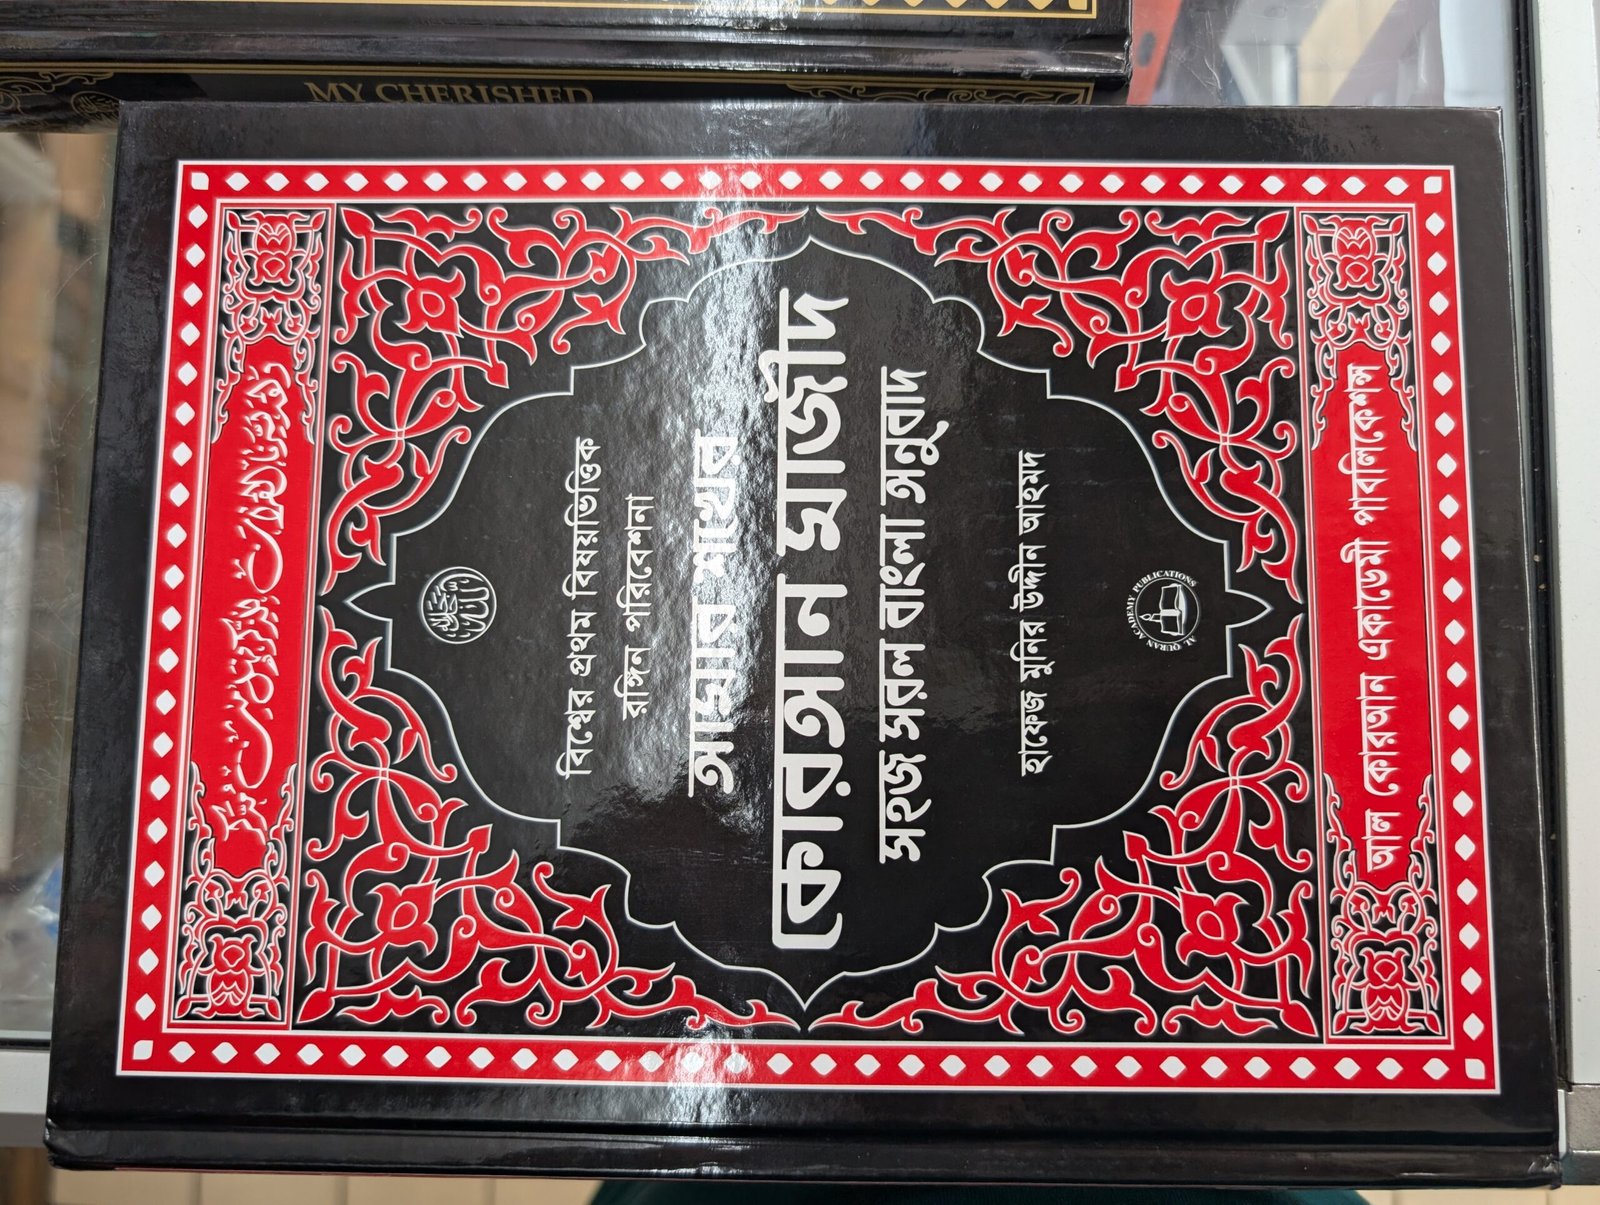 MY CHERISHED
বিশ্বের প্রথম বিষয়ভিত্তিক
রঙ্গিন পরিবেশনা
আমার শখের
কোরআন মাজীদ
সহজ সরল বাংলা অনুবাদ
হাফেজ মুনির উদ্দীন আহমদ
AL QURAN ACADEMY PUBLICATIONS
আল কোরআন একাডেমী পাবলিকেশন্স